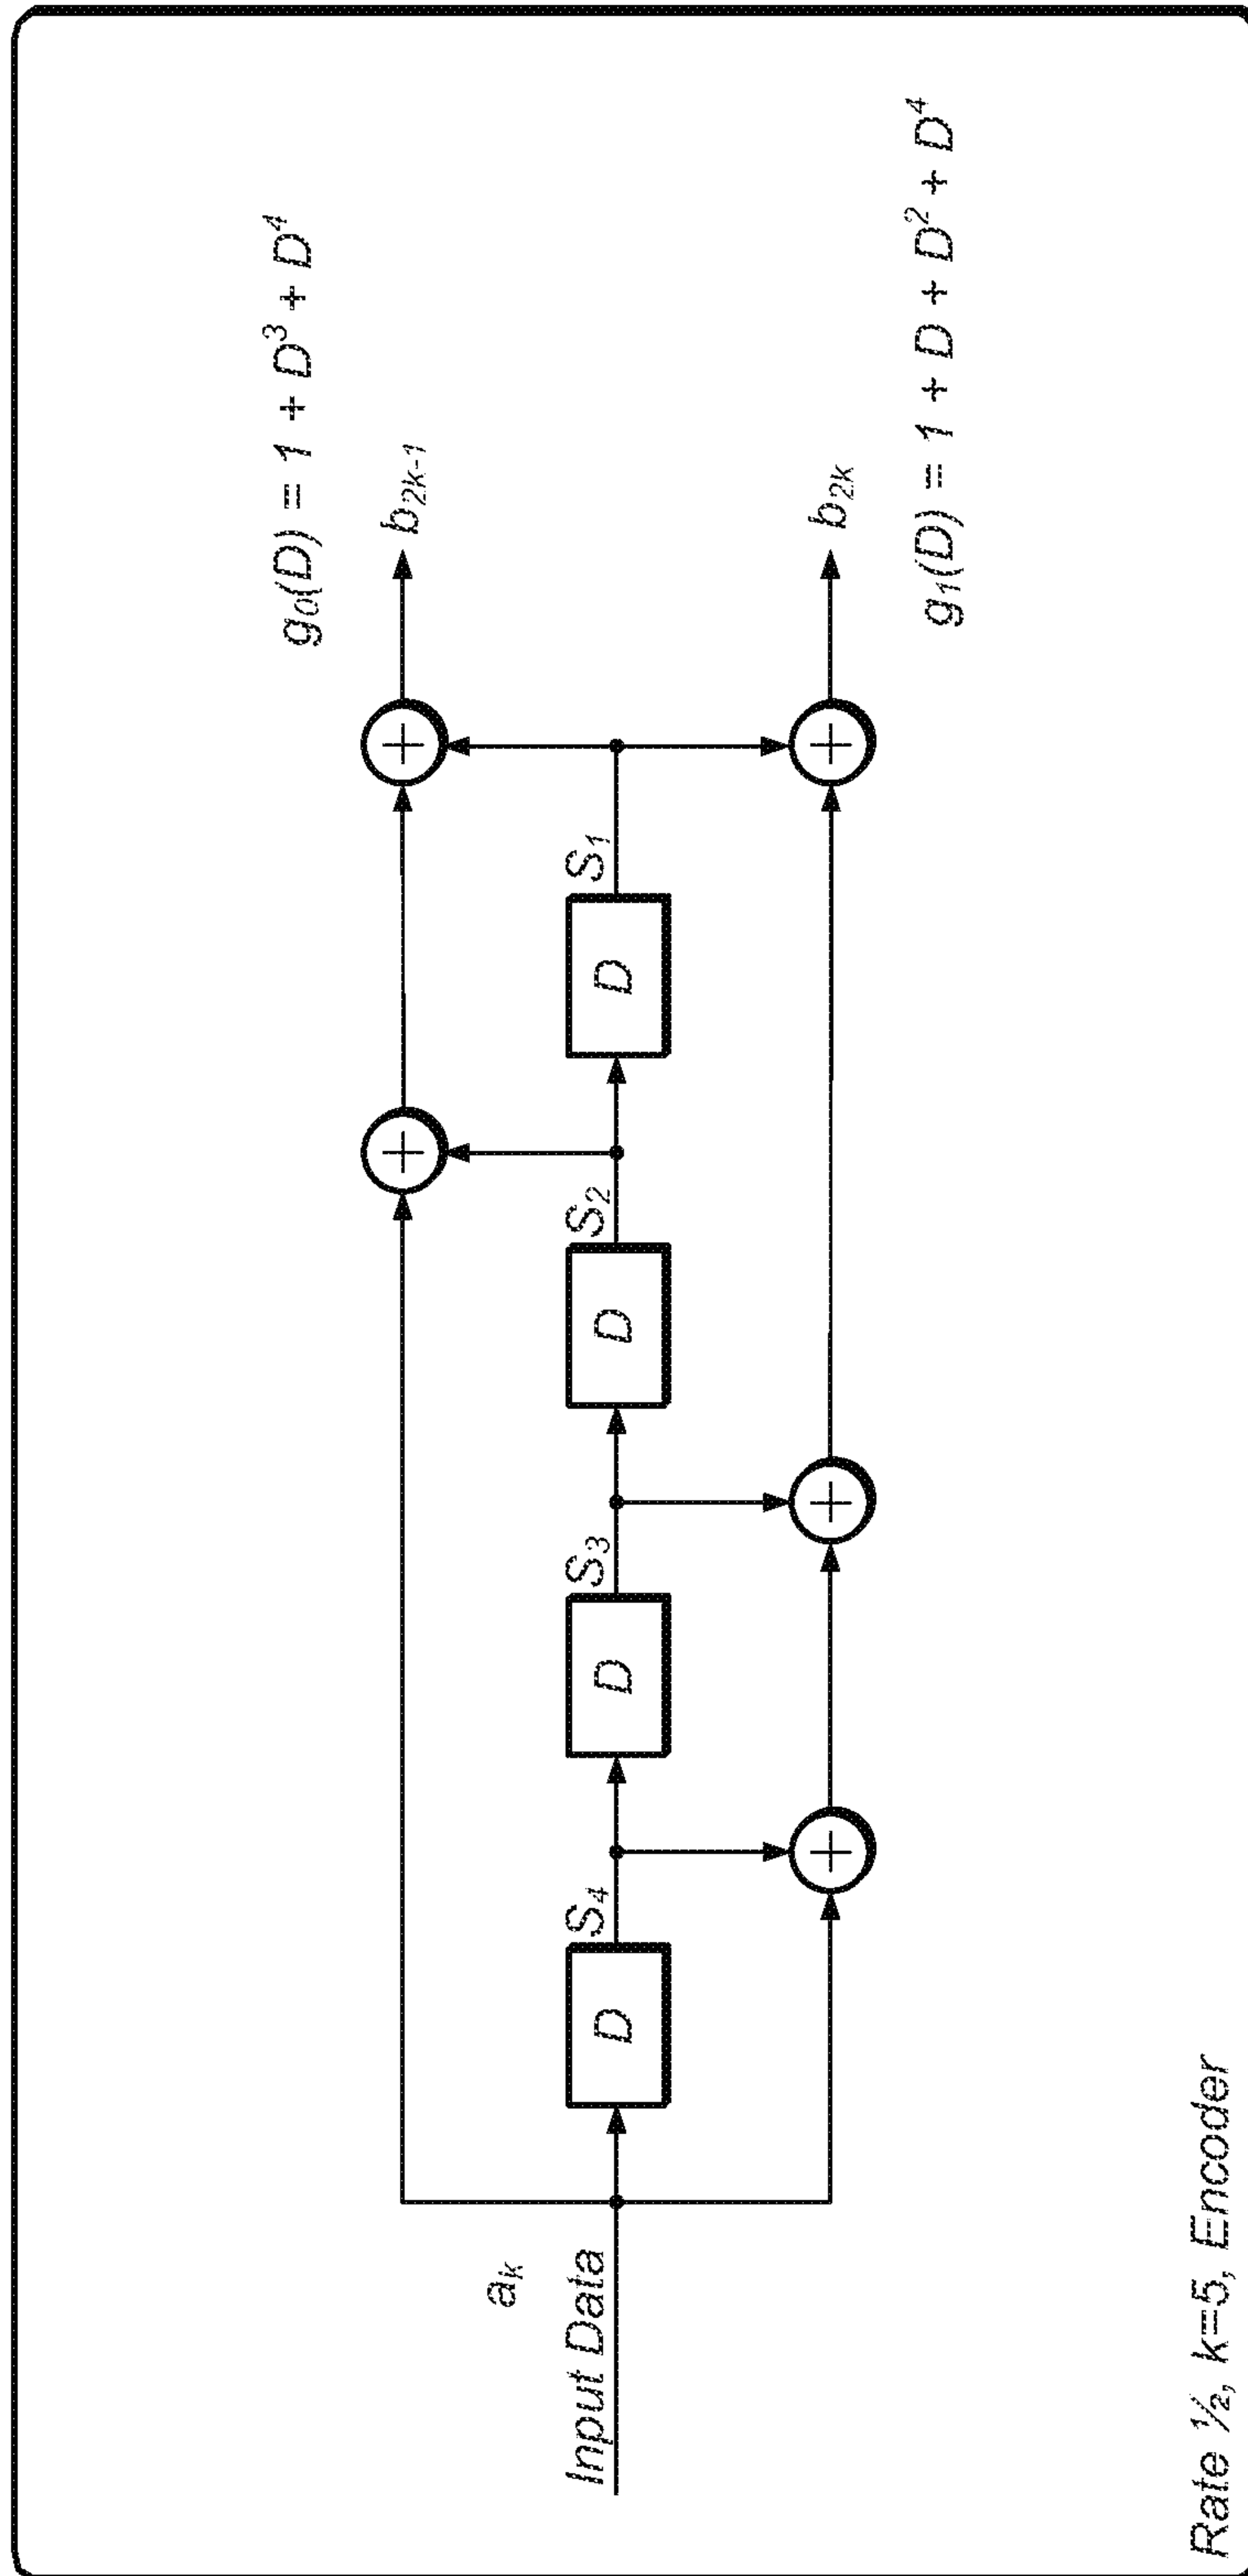 g₀(D) = 1 + D³ + D⁴
b₂ₖ₋₁
aₖ
Input Data
D
S₄
D
S₃
D
S₂
D
S₁
b₂ₖ
g₁(D) = 1 + D + D² + D⁴
Rate ½, k=5, Encoder